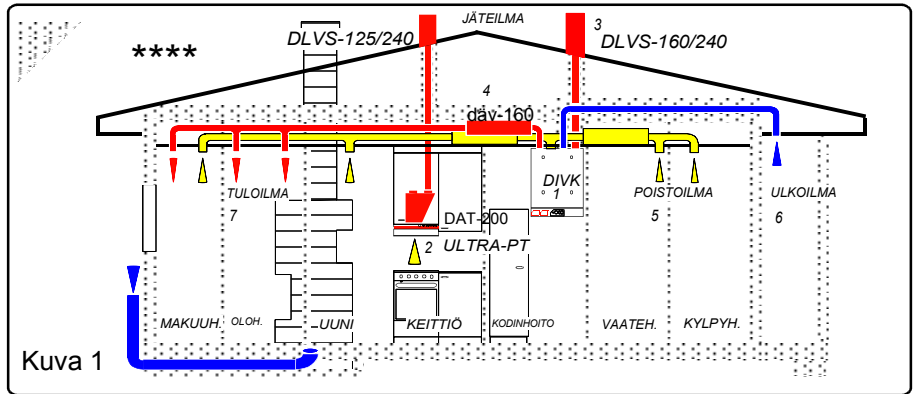 JÄTEILMA
3
****
DLVS-125/240
DLVS-160/240
4
dav-160
TULOILMA
7
DIVK
1
POISTOILMA
5
ULKOILMA
6
DAT-200
2
ULTRA-PT
MAKUUH.
OLOH.
UUNI
KEITTIÖ
KODINHOITO
VAATEH.
KYLPYH.
Kuva 1